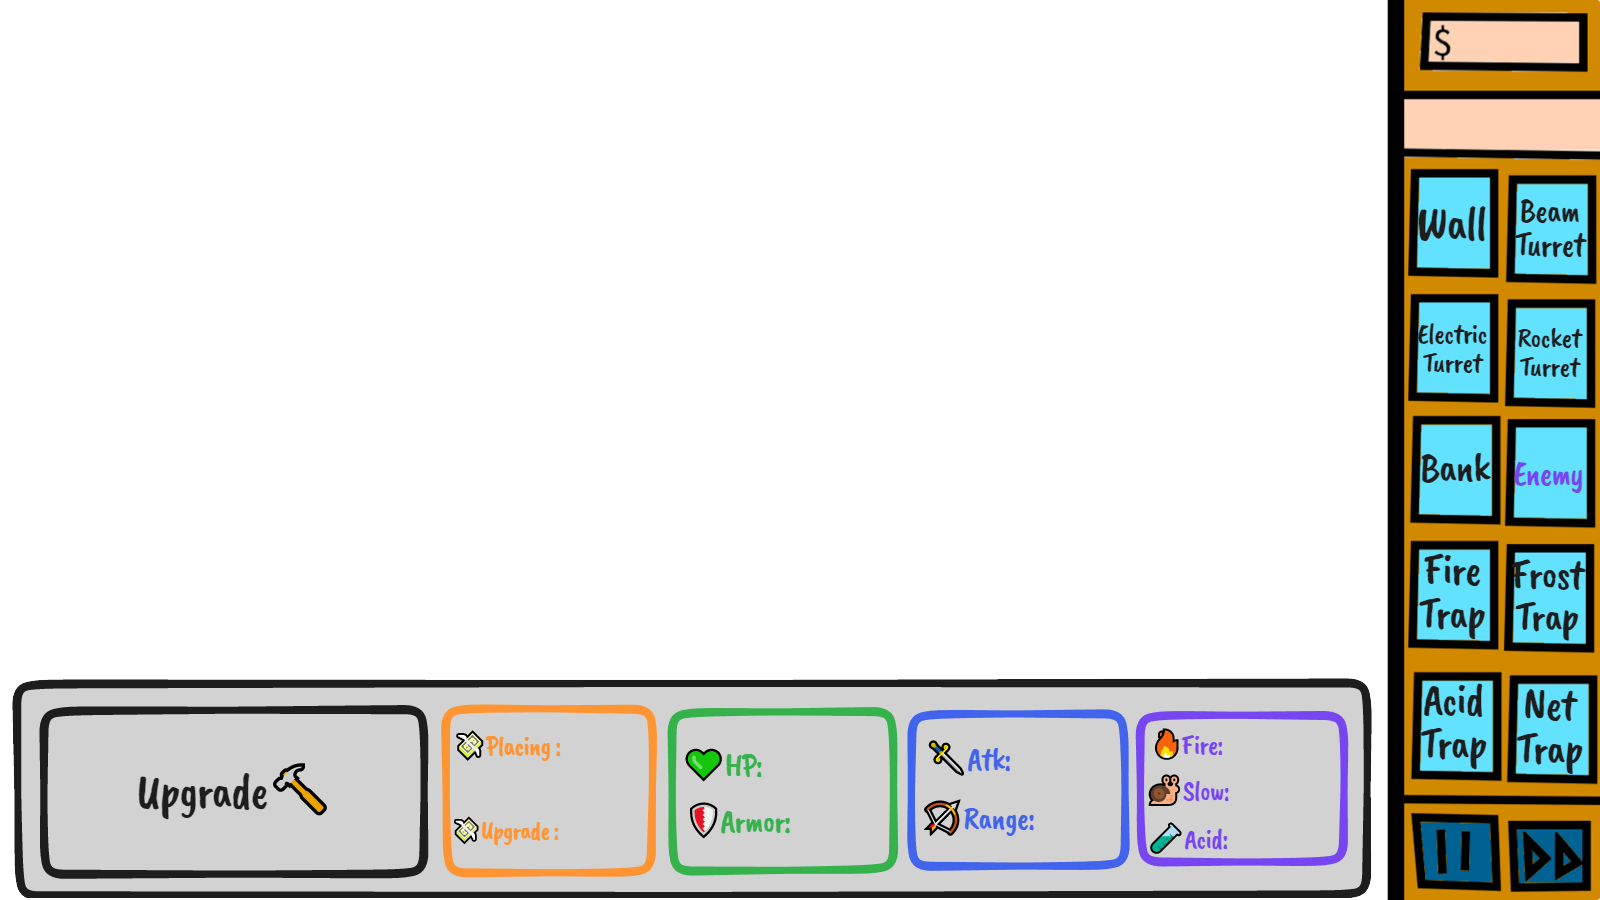 $
Wall
Beam
Turret
Electric
Turret
Rocket
Turret
Bank
Enemy
Fire
Trap
Frost
Trap
Acid
Trap
Net
Trap
Upgrade
Placing :
Upgrade :
HP:
Armor:
Atk:
Range:
Fire:
Slow:
Acid: